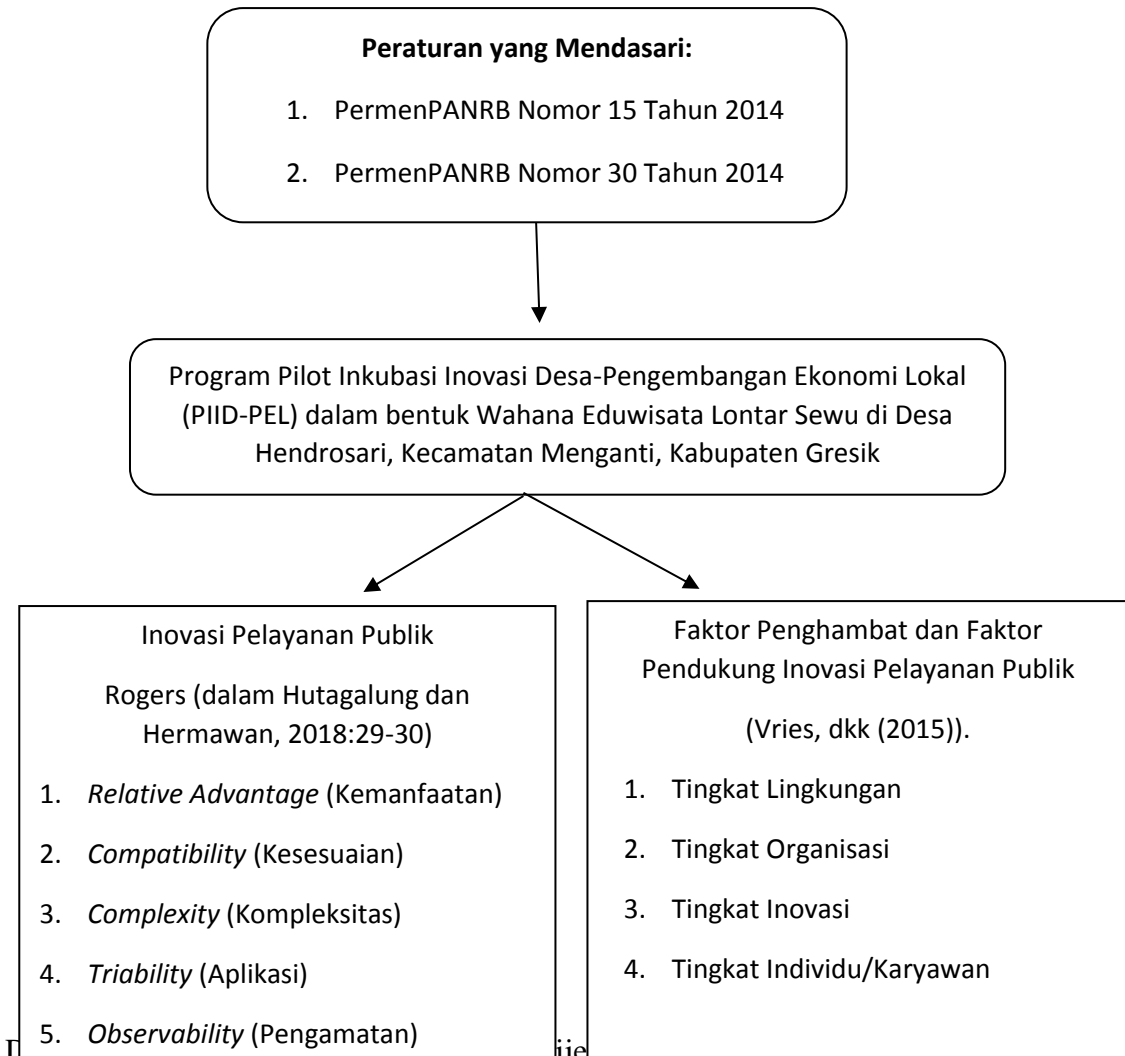 Peraturan yang Mendasari:
1. PermenPANRB Nomor 15 Tahun 2014
2. PermenPANRB Nomor 30 Tahun 2014
Program Pilot Inkubasi Inovasi Desa-Pengembangan Ekonomi Lokal
(PIID-PEL) dalam bentuk Wahana Eduwisata Lontar Sewu di Desa
Hendrosari, Kecamatan Menganti, Kabupaten Gresik
Inovasi Pelayanan Publik
Rogers (dalam Hutagalung dan
Hermawan, 2018:29-30)
1. Relative Advantage (Kemanfaatan)
2. Compatibility (Kesesuaian)
3. Complexity (Kompleksitas)
4. Triability (Aplikasi)
5. Observability (Pengamatan)
Faktor Penghambat dan Faktor
Pendukung Inovasi Pelayanan Publik
(Vries, dkk (2015)).
1. Tingkat Lingkungan
2. Tingkat Organisasi
3. Tingkat Inovasi
4. Tingkat Individu/Karyawan